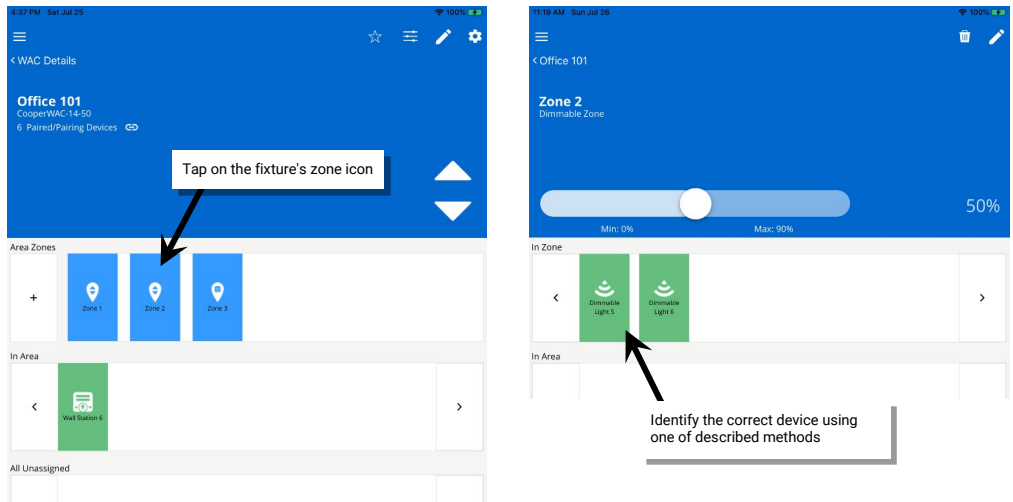 4:37 PM Sat Jul 25
100%
< WAC Details
Office 101
CooperWAC-14-50
6 Paired/Pairing Devices
Tap on the fixture's zone icon
Area Zones
+
Zone 1
Zone 2
Zone 3
In Area
<
Wall Station 6
>
All Unassigned
11:19 AM Sun Jul 26
100%
< Office 101
Zone 2
Dimmable Zone
50%
Min: 0%
Max: 90%
In Zone
<
Dimmable
Light 5
Dimmable
Light 6
>
In Area
Identify the correct device using
one of described methods